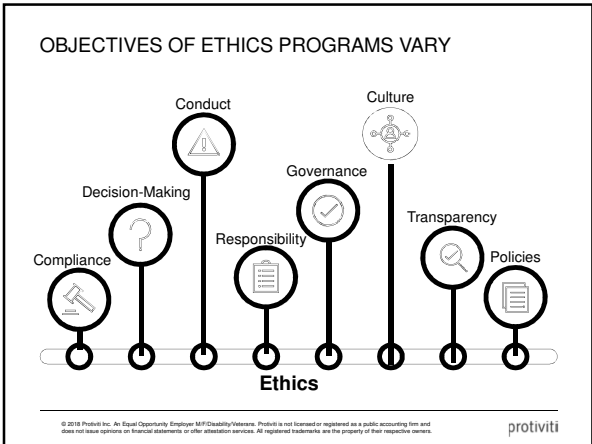 OBJECTIVES OF ETHICS PROGRAMS VARY
Conduct
Culture
Decision-Making
Governance
Responsibility
Transparency
Compliance
Policies
Ethics
© 2018 Protiviti Inc. An Equal Opportunity Employer M/F/Disability/Veterans. Protiviti is not licensed or registered as a public accounting firm and
does not issue opinions on financial statements or offer attestation services. All registered trademarks are the property of their respective owners.
protiviti